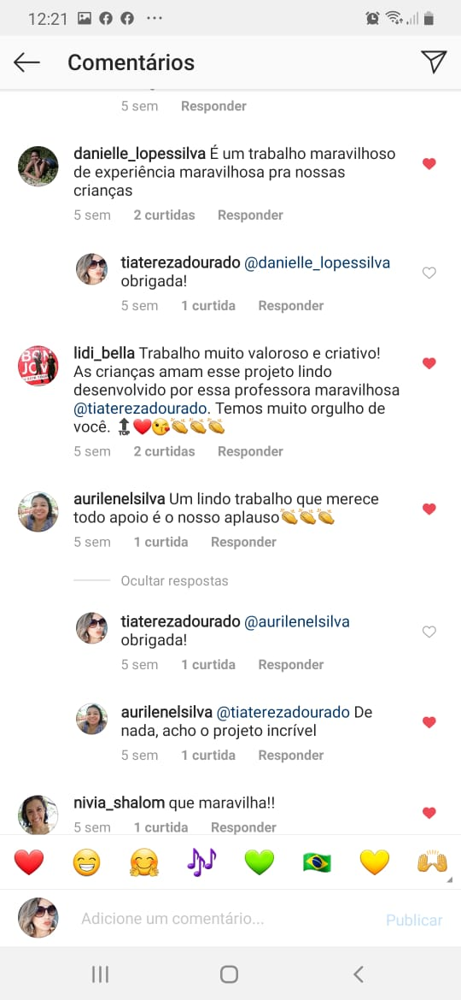 12:21
Comentários
5 sem Responder
danielle_lopessilva É um trabalho maravilhoso
de experiência maravilhosa pra nossas
crianças
5 sem 2 curtidas Responder
tiaterezadourado @danielle_lopessilva
obrigada!
5 sem 1 curtida Responder
BON
JOV
lidi_bella Trabalho muito valoroso e criativo!
As crianças amam esse projeto lindo
desenvolvido por essa professora maravilhosa
@tiaterezadourado. Temos muito orgulho de
você. 🔝❤️😘👏👏👏
5 sem 2 curtidas Responder
aurilenelsilva Um lindo trabalho que merece
todo apoio é o nosso aplauso👏👏👏
5 sem 1 curtida Responder
Ocultar respostas
tiaterezadourado @aurilenelsilva
obrigada!
5 sem 1 curtida Responder
aurilenelsilva @tiaterezadourado De
nada, acho o projeto incrível
5 sem 1 curtida Responder
nivia_shalom que maravilha!!
5 sem 1 curtida Responder
Adicione um comentário... Publicar